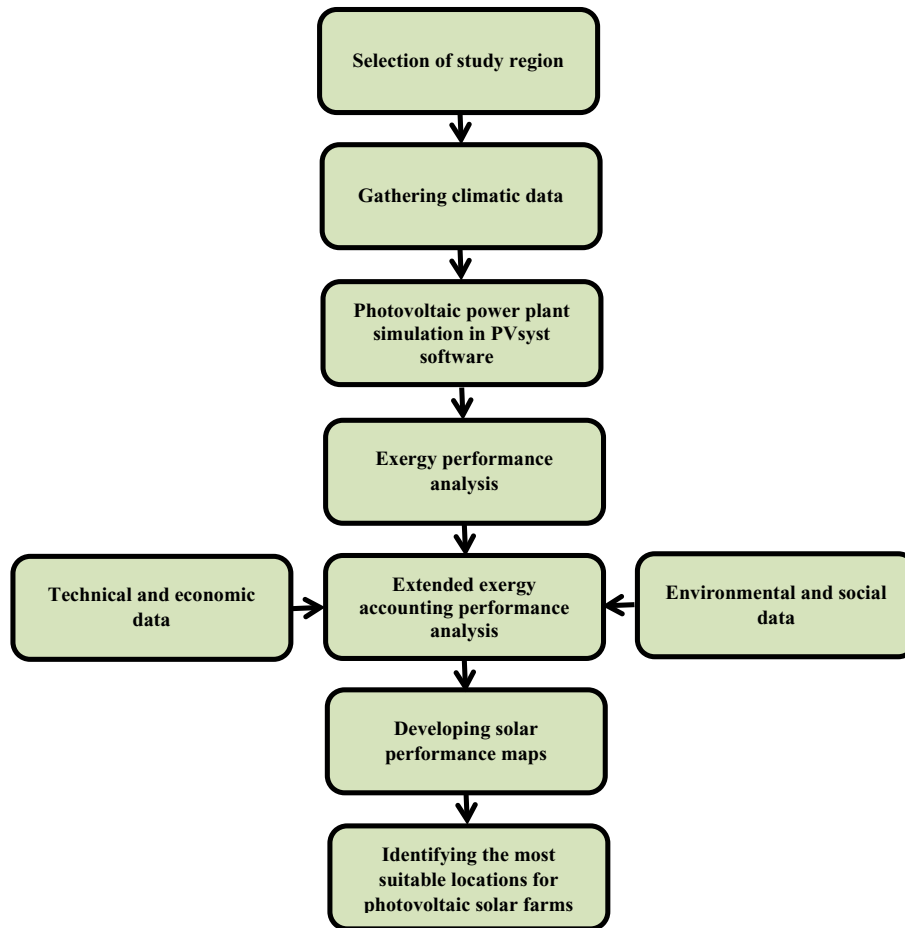 Selection of study region
Gathering climatic data
Photovoltaic power plant
simulation in PVsyst
software
Exergy performance
analysis
Technical and economic
data
Extended exergy
accounting performance
analysis
Environmental and social
data
Developing solar
performance maps
Identifying the most
suitable locations for
photovoltaic solar farms